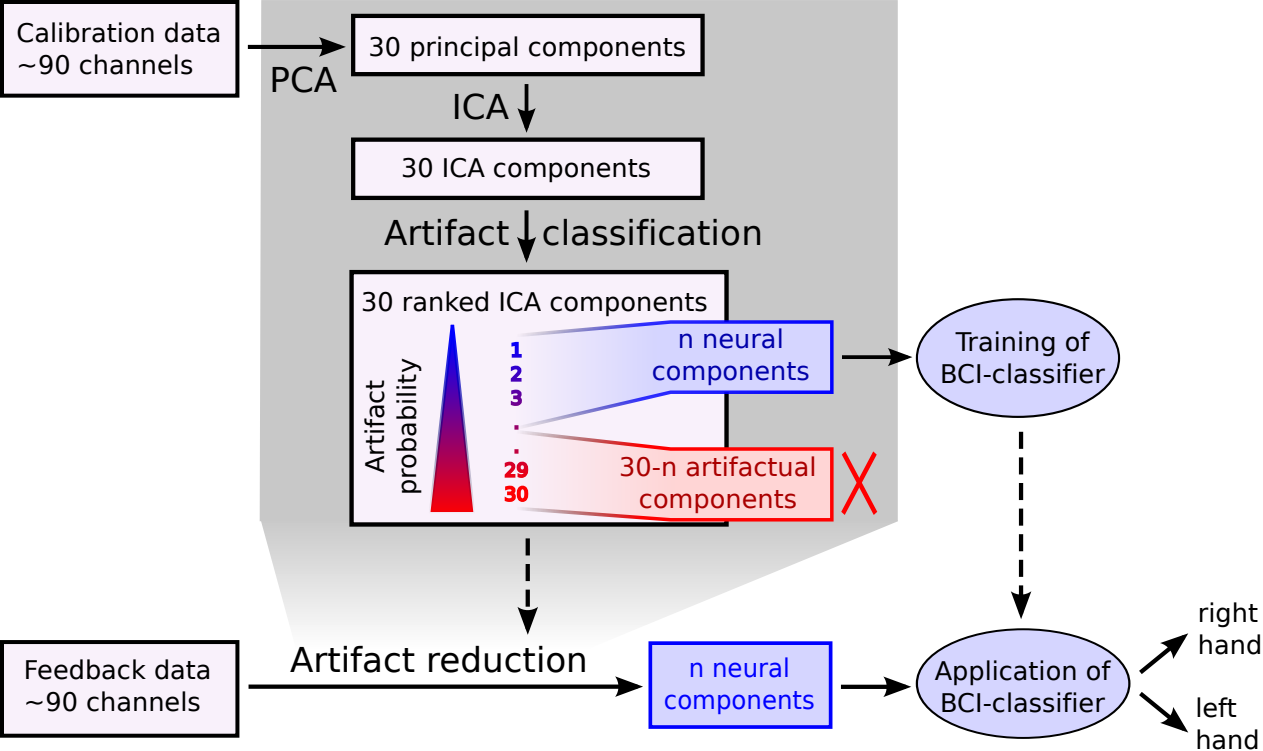 Calibration data
~90 channels
PCA
30 principal components
ICA
30 ICA components
Artifact classification
30 ranked ICA components
Artifact
probability
1
2
3
.
.
29
30
n neural
components
30-n artifactual
components
Training of
BCI-classifier
Feedback data
~90 channels
Artifact reduction
n neural
components
Application of
BCI-classifier
right
hand
left
hand